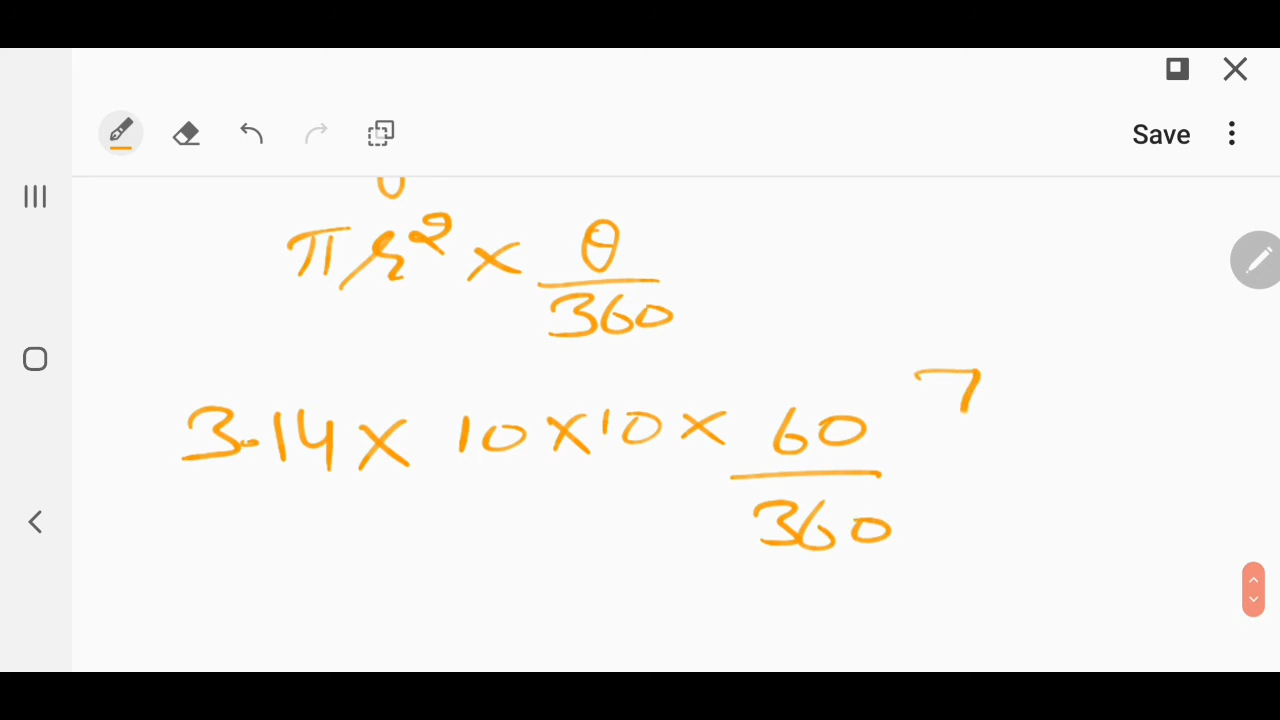 Save
πr² × θ/360
3.14 × 10 × 10 × 60/360 7